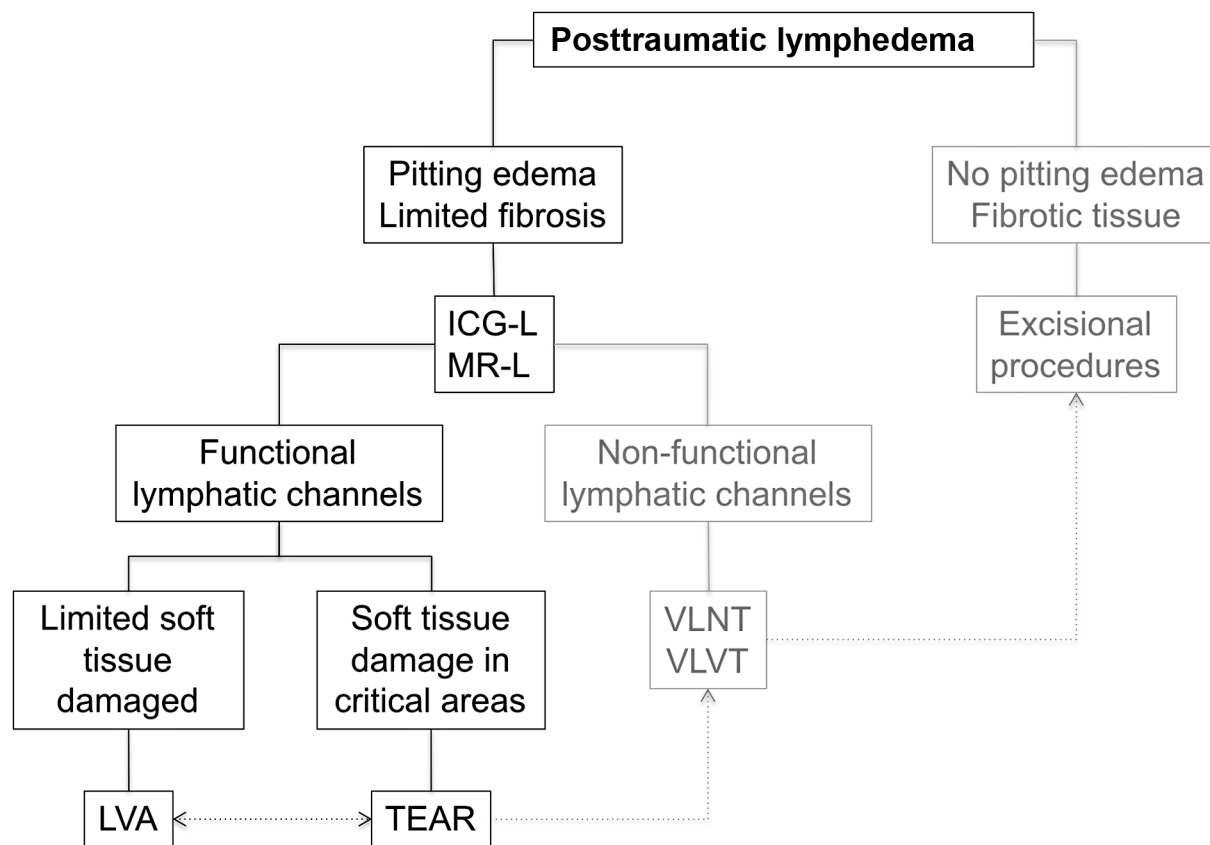 Posttraumatic lymphedema
Pitting edema
Limited fibrosis
No pitting edema
Fibrotic tissue
ICG-L
MR-L
Excisional
procedures
Functional
lymphatic channels
Non-functional
lymphatic channels
Limited soft
tissue
damaged
Soft tissue
damage in
critical areas
VLNT
VLVT
LVA
TEAR